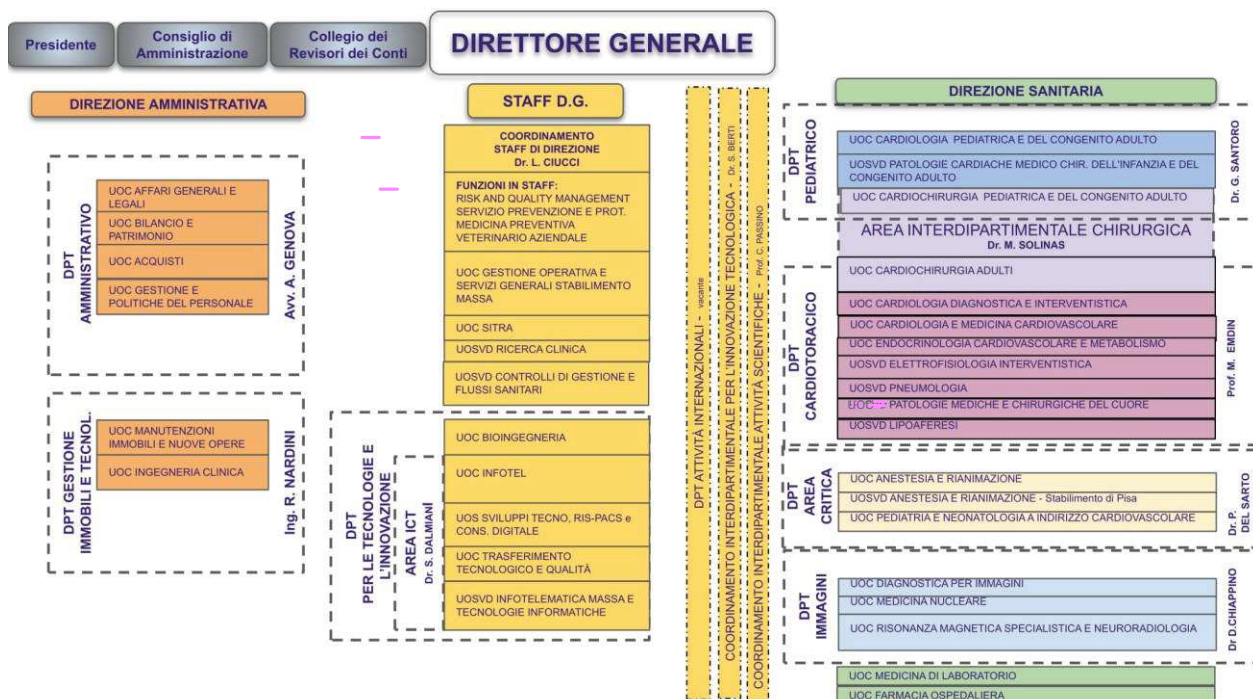 Presidente
Consiglio di
Amministrazione
Collegio dei
Revisori dei Conti
DIRETTORE GENERALE
DIREZIONE AMMINISTRATIVA
DPT
AMMINISTRATIVO
UOC AFFARI GENERALI E
LEGALI
UOC BILANCIO E
PATRIMONIO
UOC ACQUISTI
UOC GESTIONE E
POLITICHE DEL PERSONALE
Avv. A. GENOVA
DPT GESTIONE
IMMOBILI E TECNOL.
UOC MANUTENZIONI
IMMOBILI E NUOVE OPERE
UOC INGEGNERIA CLINICA
Ing. R. NARDINI
STAFF D.G.
COORDINAMENTO
STAFF DI DIREZIONE
Dr. L. CIUCCI
FUNZIONI IN STAFF:
RISK AND QUALITY MANAGEMENT
SERVIZIO PREVENZIONE E PROT.
MEDICINA PREVENTIVA
VETERINARIO AZIENDALE
UOC GESTIONE OPERATIVA E
SERVIZI GENERALI STABILIMENTO
MASSA
UOC SITRA
UOSVD RICERCA CLINICA
UOSVD CONTROLLI DI GESTIONE E
FLUSSI SANITARI
DPT
PER LE TECNOLOGIE E
L'INNOVAZIONE
AREA ICT
Dr. S. DALMIANI
UOC BIOINGEGNERIA
UOC INFOTEL
UOS SVILUPPI TECNO, RIS-PACS e
CONS. DIGITALE
UOC TRASFERIMENTO
TECNOLOGICO E QUALITÀ
UOSVD INFOTELEMATICA MASSA E
TECNOLOGIE INFORMATICHE
DPT ATTIVITÀ INTERNAZIONALI - vacante
COORDINAMENTO INTERDIPARTIMENTALE PER L'INNOVAZIONE TECNOLOGICA - Dr. S. BERTI
COORDINAMENTO INTERDIPARTIMENTALE ATTIVITÀ SCIENTIFICHE - Prof. C. PASSINO
DIREZIONE SANITARIA
DPT
PEDIATRICO
UOC CARDIOLOGIA PEDIATRICA E DEL CONGENITO ADULTO
UOSVD PATOLOGIE CARDIACHE MEDICO CHIR. DELL'INFANZIA E DEL
CONGENITO ADULTO
UOC CARDIOCHIRURGIA PEDIATRICA E DEL CONGENITO ADULTO
Dr. G. SANTORO
AREA INTERDIPARTIMENTALE CHIRURGICA
Dr. M. SOLINAS
DPT
CARDIOTORACICO
UOC CARDIOCHIRURGIA ADULTI
UOC CARDIOLOGIA DIAGNOSTICA E INTERVENTISTICA
UOC CARDIOLOGIA E MEDICINA CARDIOVASCOLARE
UOC ENDOCRINOLOGIA CARDIOVASCOLARE E METABOLISMO
UOSVD ELETTROFISIOLOGIA INTERVENTISTICA
UOSVD PNEUMOLOGIA
PATOLOGIE MEDICHE E CHIRURGICHE DEL CUORE
UOSVD LIPOAFERESI
Prof. M. EMDIN
DPT
AREA
CRITICA
UOC ANESTESIA E RIANIMAZIONE
UOSVD ANESTESIA E RIANIMAZIONE - Stabilimento di Pisa
UOC PEDIATRIA E NEONATOLOGIA A INDIRIZZO CARDIOVASCOLARE
Dr. P.
DEL SARTO
DPT
IMMAGINI
UOC DIAGNOSTICA PER IMMAGINI
UOC MEDICINA NUCLEARE
UOC RISONANZA MAGNETICA SPECIALISTICA E NEURORADIOLOGIA
Dr D.CHIAPPINO
UOC MEDICINA DI LABORATORIO
UOC FARMACIA OSPEDALIERA